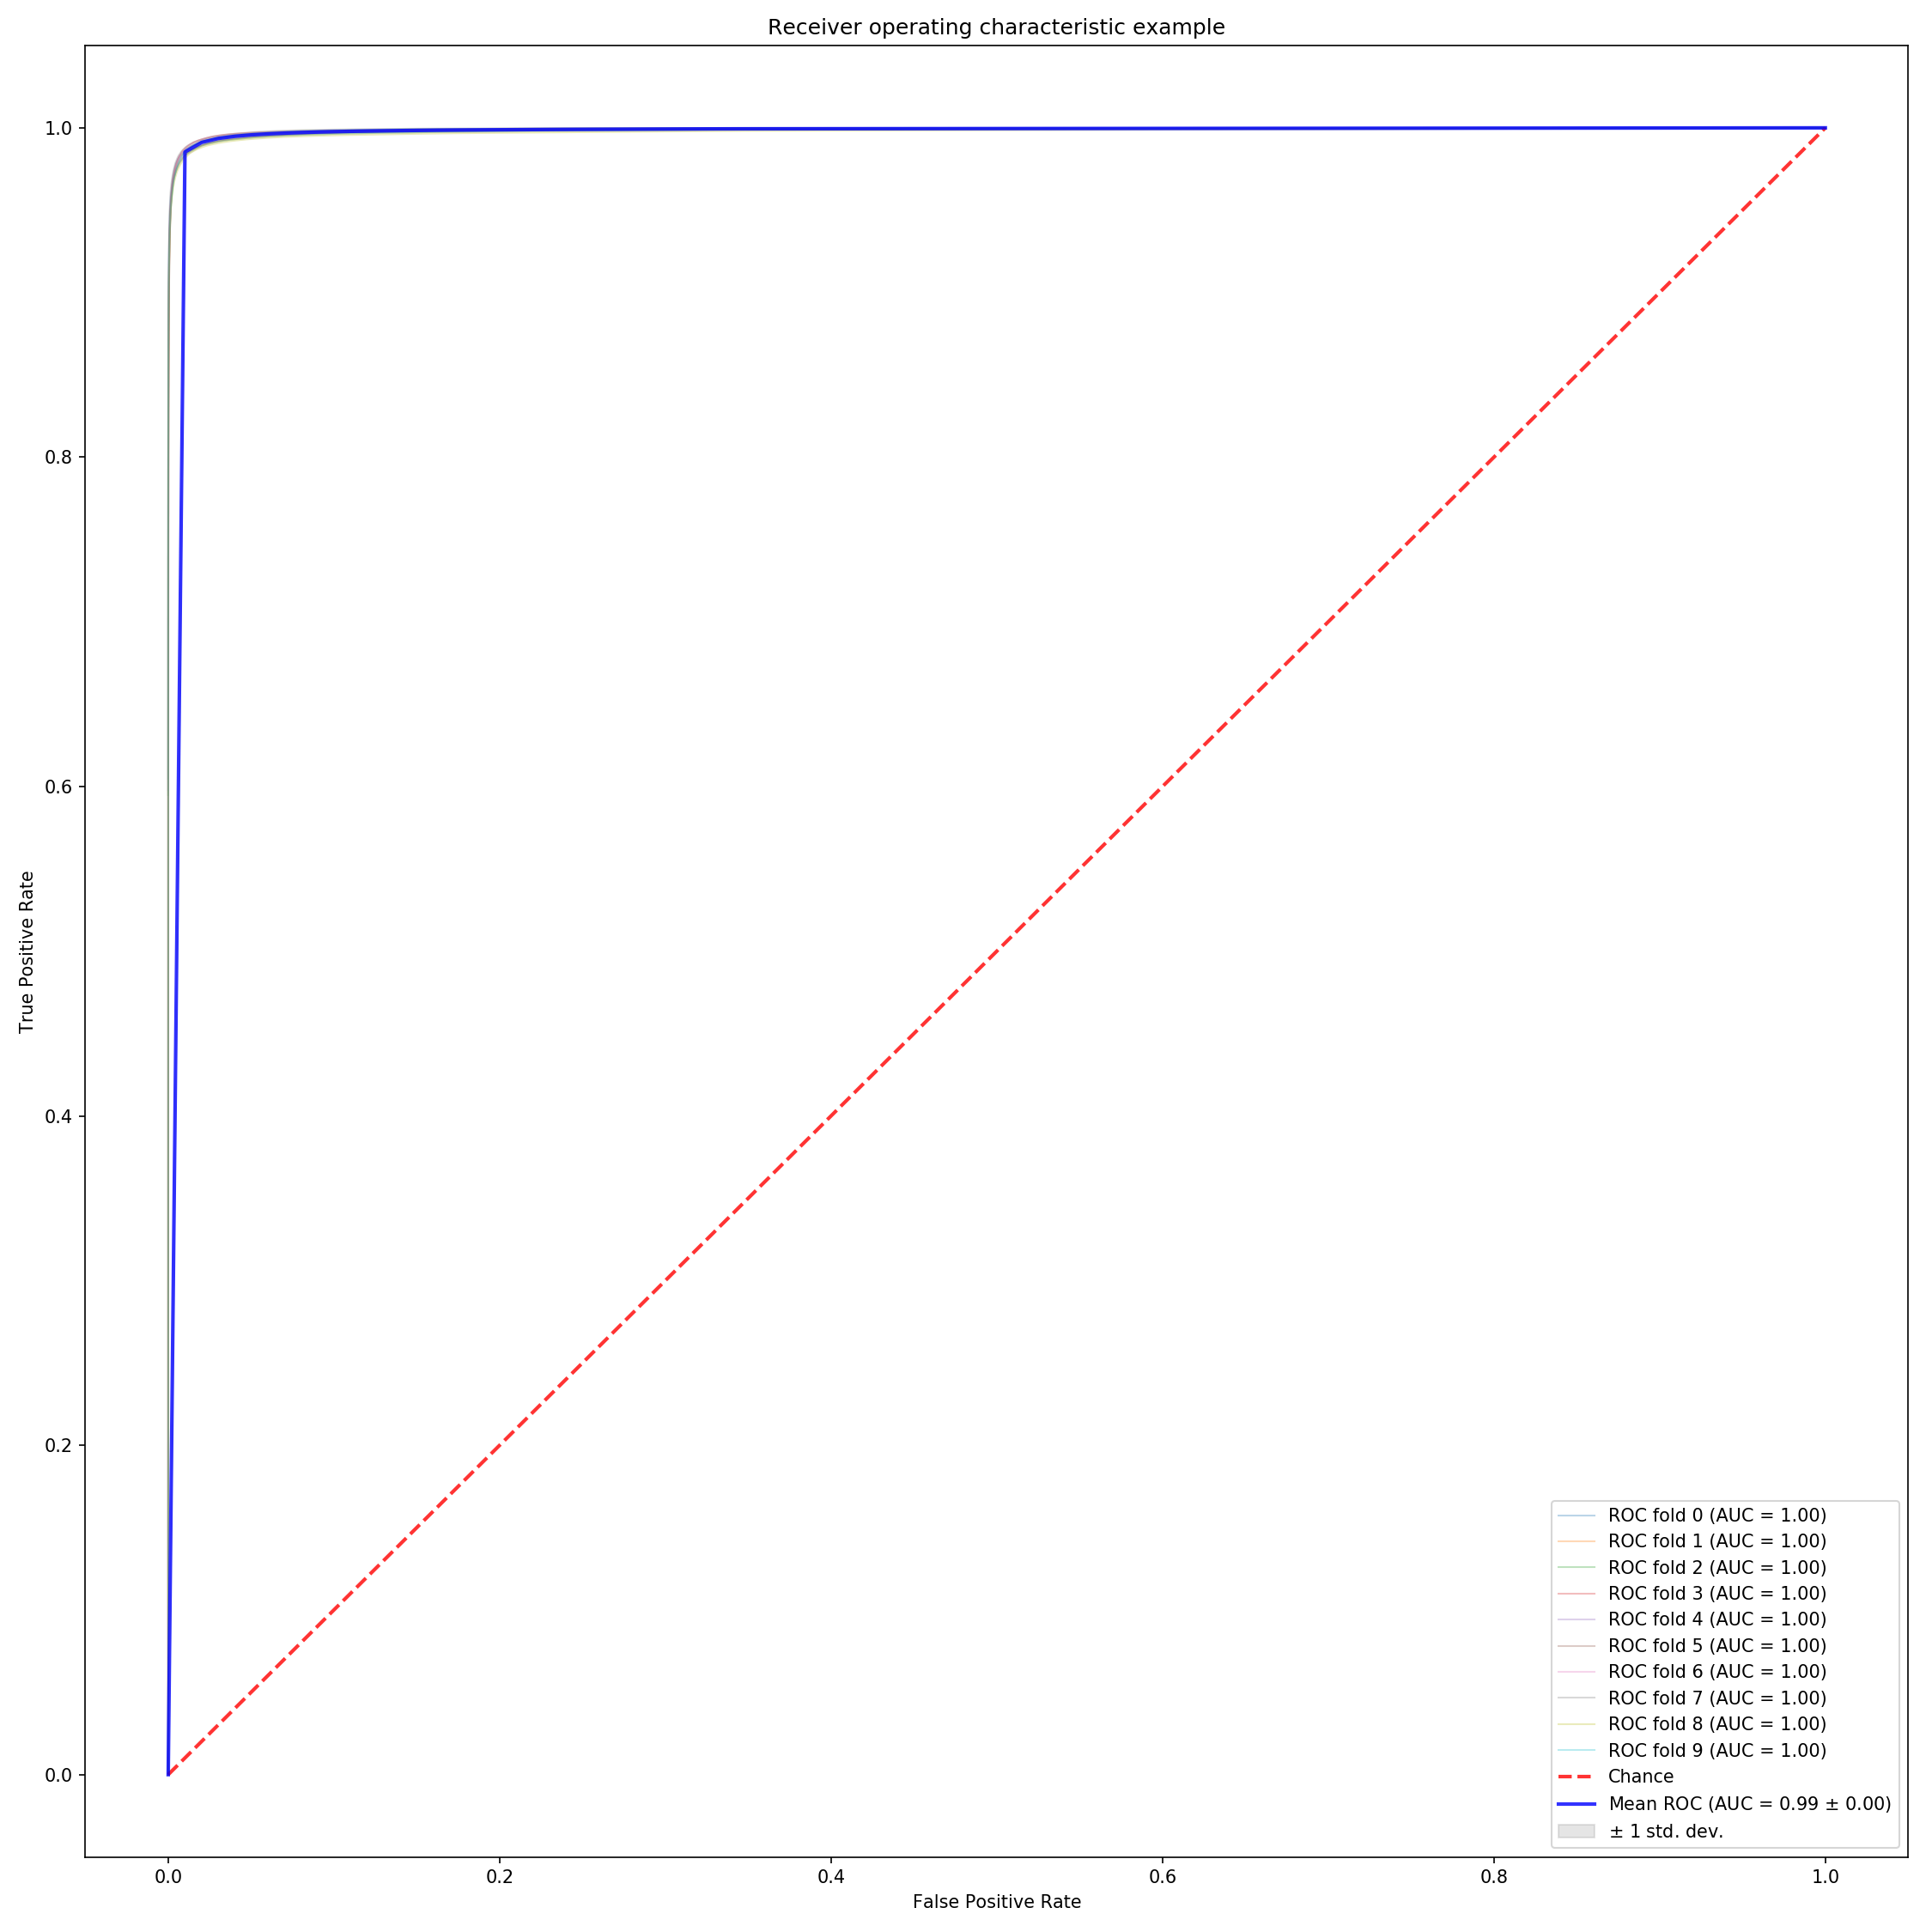 Receiver operating characteristic example
1.0
0.8
0.6
0.4
0.2
0.0
True Positive Rate
0.0 0.2 0.4 0.6 0.8 1.0
False Positive Rate
ROC fold 0 (AUC = 1.00)
ROC fold 1 (AUC = 1.00)
ROC fold 2 (AUC = 1.00)
ROC fold 3 (AUC = 1.00)
ROC fold 4 (AUC = 1.00)
ROC fold 5 (AUC = 1.00)
ROC fold 6 (AUC = 1.00)
ROC fold 7 (AUC = 1.00)
ROC fold 8 (AUC = 1.00)
ROC fold 9 (AUC = 1.00)
Chance
Mean ROC (AUC = 0.99 ± 0.00)
± 1 std. dev.